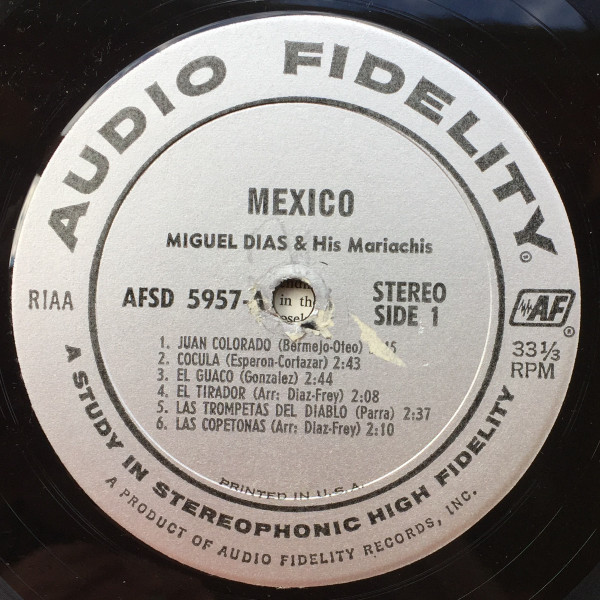 AUDIO FIDELITY®
MEXICO
MIGUEL DIAS & His Mariachis
RIAA
AFSD 5957-A
STEREO
SIDE 1
AF®
33⅓
RPM
in th
1. JUAN COLORADO (Bermejo-Oteo) :15
2. COCULA (Esperon-Cortazar) 2:43
3. EL GUACO (Gonzalez) 2:44
4. EL TIRADOR (Arr: Diaz-Frey) 2:08
5. LAS TROMPETAS DEL DIABLO (Parra) 2:37
6. LAS COPETONAS (Arr: Diaz-Frey) 2:10
PRINTED IN U.S.A.
A STUDY IN STEREOPHONIC HIGH FIDELITY
A PRODUCT OF AUDIO FIDELITY RECORDS, INC.